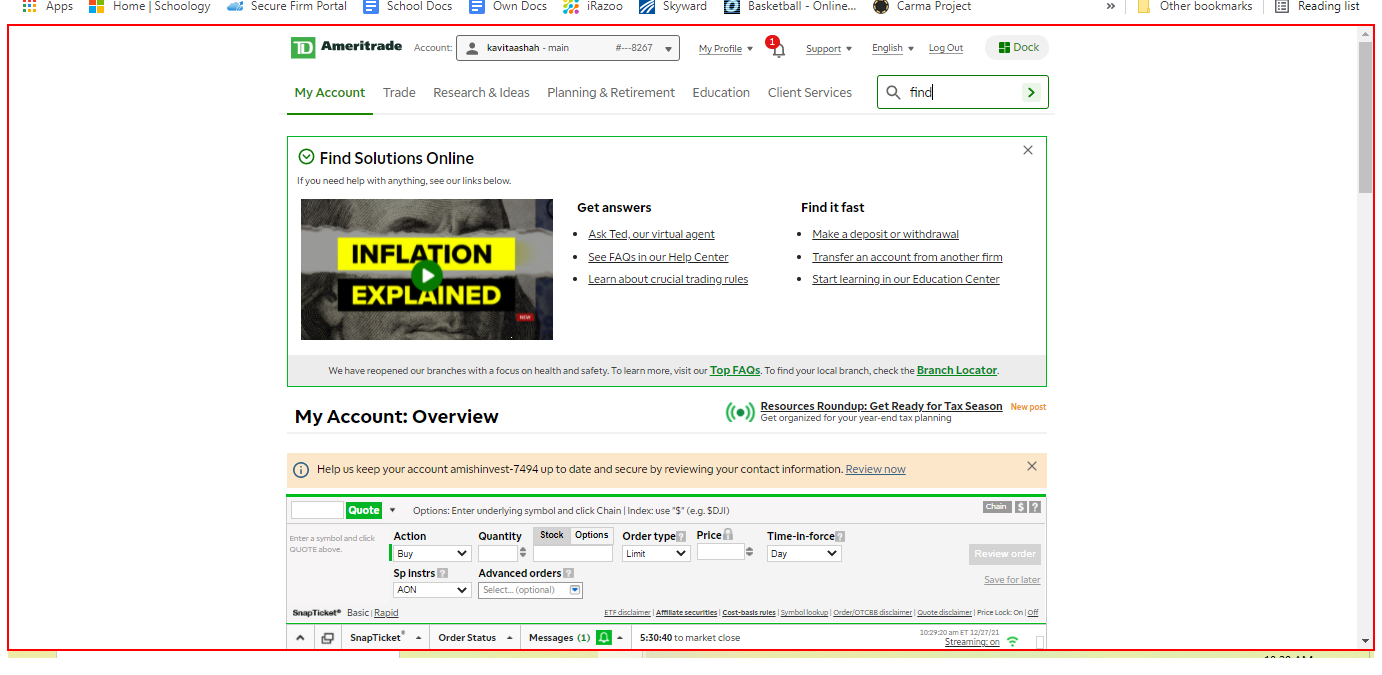 Apps Home | Schoology Secure Firm Portal School Docs Own Docs iRazoo Skyward Basketball - Online... Carma Project » Other bookmarks Reading list
TD Ameritrade Account: kavitaashah - main #---8267 My Profile 1 Support English Log Out Dock
My Account Trade Research & Ideas Planning & Retirement Education Client Services find
Find Solutions Online
If you need help with anything, see our links below.
INFLATION
EXPLAINED
NEW
Get answers
Ask Ted, our virtual agent
See FAQs in our Help Center
Learn about crucial trading rules
Find it fast
Make a deposit or withdrawal
Transfer an account from another firm
Start learning in our Education Center
We have reopened our branches with a focus on health and safety. To learn more, visit our Top FAQs. To find your local branch, check the Branch Locator.
My Account: Overview
Resources Roundup: Get Ready for Tax Season New post
Get organized for your year-end tax planning
Help us keep your account amishinvest-7494 up to date and secure by reviewing your contact information. Review now
Quote Options: Enter underlying symbol and click Chain | Index: use "$" (e.g. $DJI) Chain $ ?
Enter a symbol and click
QUOTE above.
Action Quantity Stock Options Order type ? Price Time-in-force ?
Buy Limit Day Review order
Sp Instrs ? Advanced orders ? Save for later
AON Select... (optional)
SnapTicket® Basic | Rapid ETF disclaimer | Affiliate securities | Cost-basis rules | Symbol lookup | Order/OTCBB disclaimer | Quote disclaimer | Price Lock: On | Off
SnapTicket® Order Status Messages (1) 5:30:40 to market close 10:29:20 am ET 12/27/21
Streaming: on